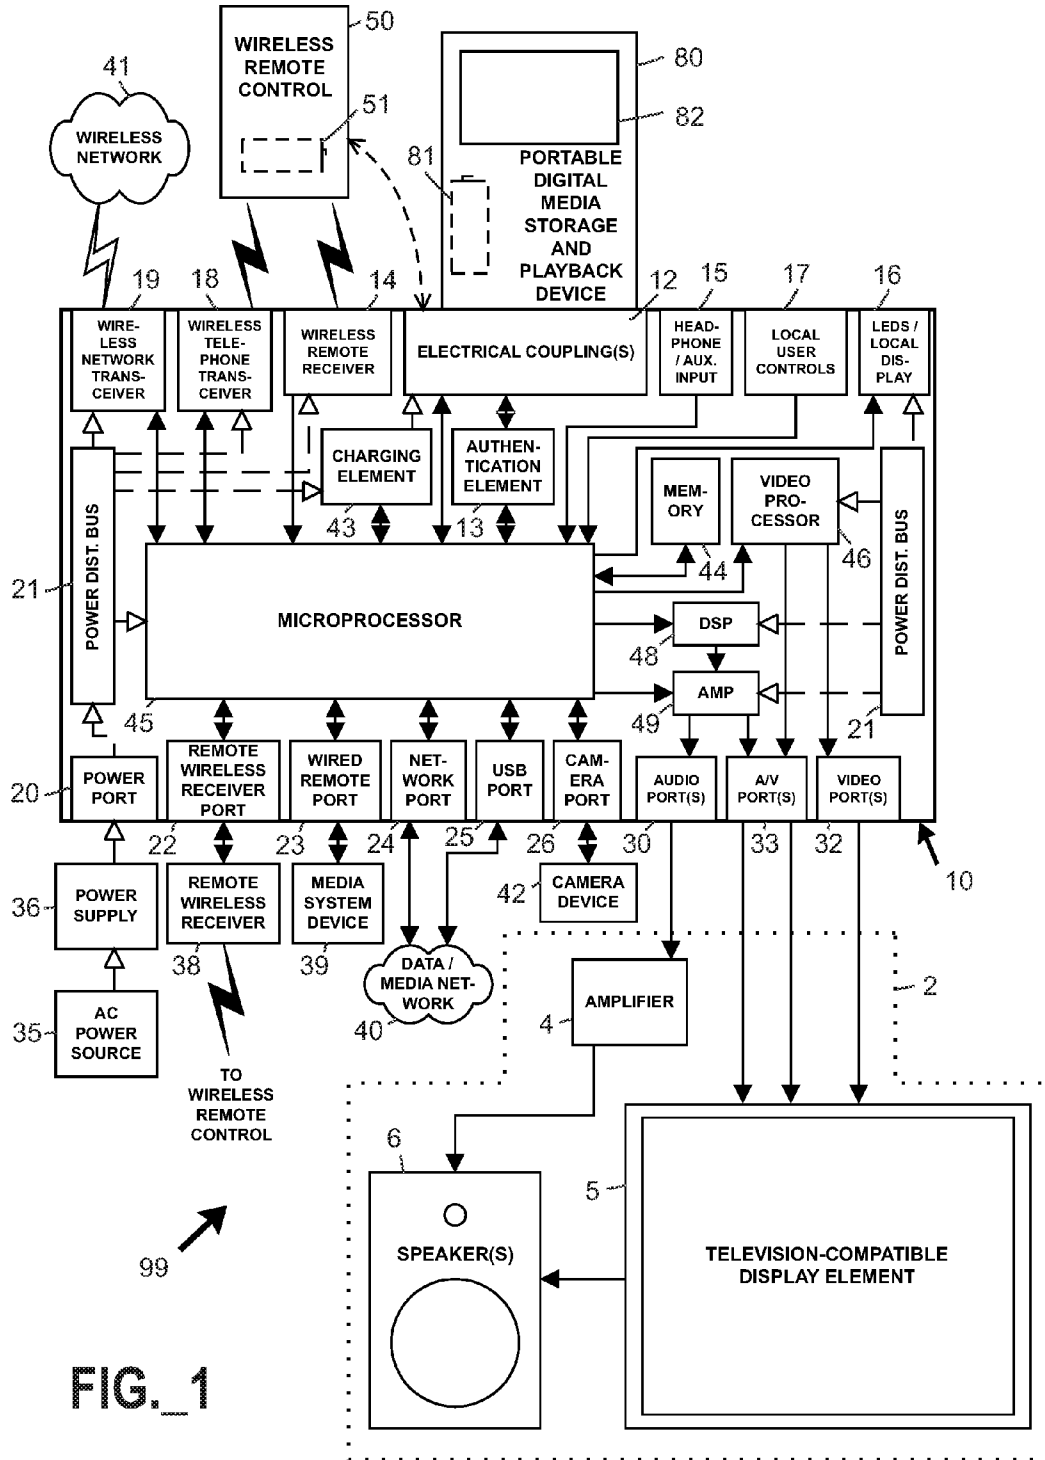 50
WIRELESS
REMOTE
CONTROL
51
41
WIRELESS
NETWORK
80
82
81
PORTABLE
DIGITAL
MEDIA
STORAGE
AND
PLAYBACK
DEVICE
19
18
14
12
15
17
16
WIRE-
LESS
NETWORK
TRANS-
CEIVER
WIRELESS
TELE-
PHONE
TRANS-
CEIVER
WIRELESS
REMOTE
RECEIVER
ELECTRICAL COUPLING(S)
HEAD-
PHONE
/ AUX.
INPUT
LOCAL
USER
CONTROLS
LEDS /
LOCAL
DIS-
PLAY
CHARGING
ELEMENT
43
AUTHEN-
TICATION
ELEMENT
13
MEM-
ORY
44
VIDEO
PRO-
CESSOR
46
21
POWER DIST. BUS
MICROPROCESSOR
45
DSP
48
AMP
49
POWER DIST. BUS
21
20
POWER
PORT
REMOTE
WIRELESS
RECEIVER
PORT
22
WIRED
REMOTE
PORT
23
NET-
WORK
PORT
24
USB
PORT
25
CAM-
ERA
PORT
26
AUDIO
PORT(S)
30
A/V
PORT(S)
33
VIDEO
PORT(S)
32
10
36
POWER
SUPPLY
REMOTE
WIRELESS
RECEIVER
38
MEDIA
SYSTEM
DEVICE
39
42
CAMERA
DEVICE
DATA /
MEDIA NET-
WORK
40
35
AC
POWER
SOURCE
TO
WIRELESS
REMOTE
CONTROL
AMPLIFIER
4
2
6
SPEAKER(S)
5
TELEVISION-COMPATIBLE
DISPLAY ELEMENT
99
FIG._1